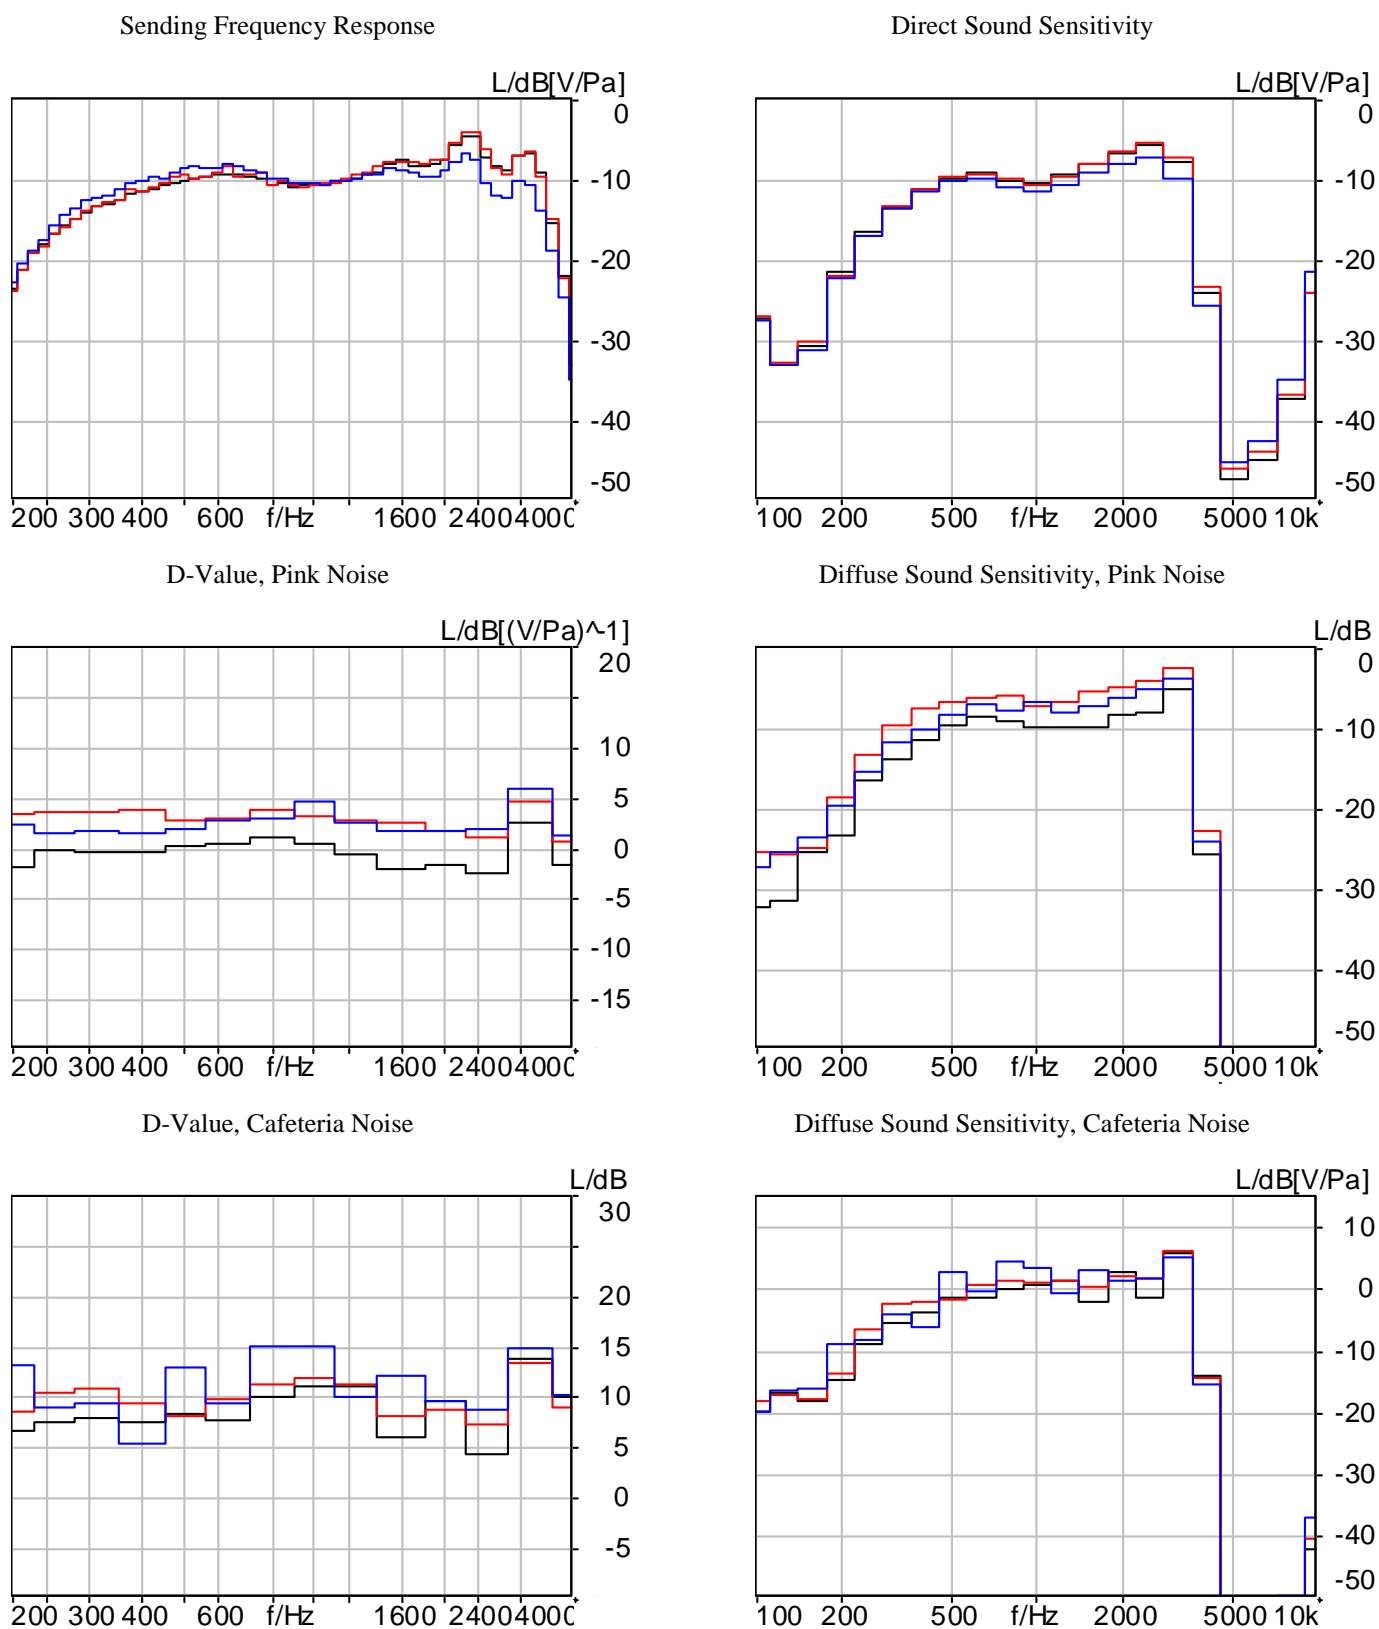 Sending Frequency Response
L/dB[V/Pa]
0
-10
-20
-30
-40
-50
200 300 400 600 f/Hz 1600 2400 4000
Direct Sound Sensitivity
L/dB[V/Pa]
0
-10
-20
-30
-40
-50
100 200 500 f/Hz 2000 5000 10k
D-Value, Pink Noise
L/dB[(V/Pa)^-1]
20
10
5
0
-5
-10
-15
200 300 400 600 f/Hz 1600 2400 4000
Diffuse Sound Sensitivity, Pink Noise
L/dB
0
-10
-20
-30
-40
-50
100 200 500 f/Hz 2000 5000 10k
D-Value, Cafeteria Noise
L/dB
30
20
15
10
5
0
-5
200 300 400 600 f/Hz 1600 2400 4000
Diffuse Sound Sensitivity, Cafeteria Noise
L/dB[V/Pa]
10
0
-10
-20
-30
-40
-50
100 200 500 f/Hz 2000 5000 10k